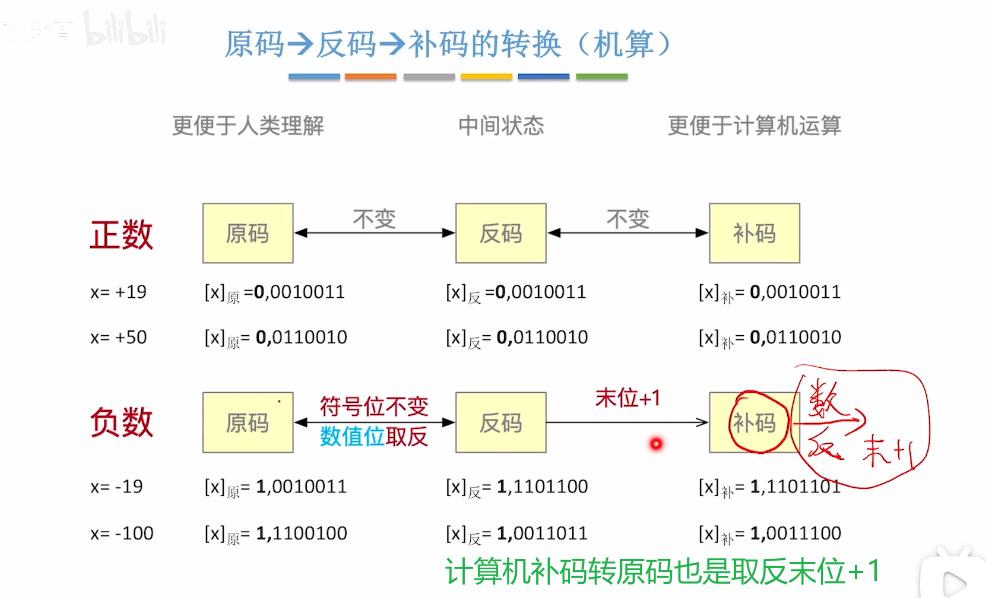 bilibili
原码→反码→补码的转换（机算）
更便于人类理解 中间状态 更便于计算机运算
正数 原码 不变 反码 不变 补码
x= +19 [x]原 =0,0010011 [x]反 =0,0010011 [x]补= 0,0010011
x= +50 [x]原= 0,0110010 [x]反= 0,0110010 [x]补= 0,0110010
负数 原码 符号位不变 反码 末位+1 补码 数
数值位取反 反 末+1
x= -19 [x]原= 1,0010011 [x]反= 1,1101100 [x]补= 1,1101101
x= -100 [x]原= 1,1100100 [x]反= 1,0011011 [x]补= 1,0011100
计算机补码转原码也是取反末位+1